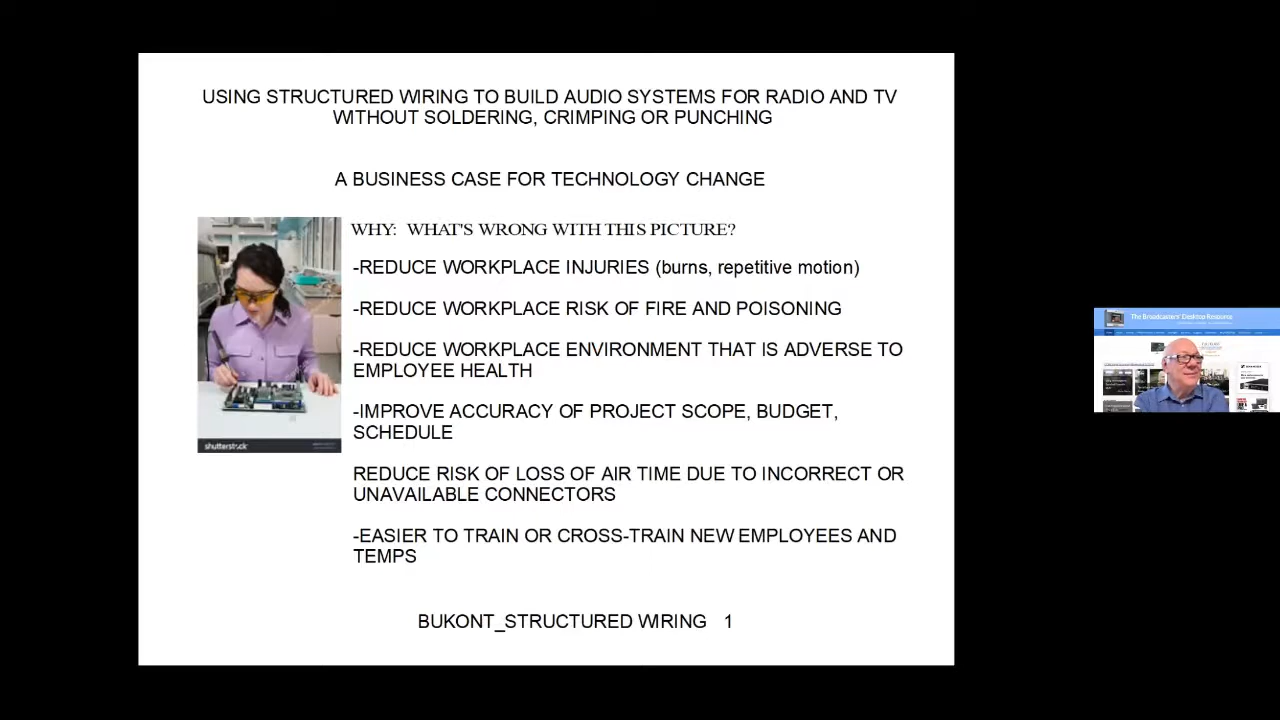 USING STRUCTURED WIRING TO BUILD AUDIO SYSTEMS FOR RADIO AND TV
WITHOUT SOLDERING, CRIMPING OR PUNCHING
A BUSINESS CASE FOR TECHNOLOGY CHANGE
WHY: WHAT'S WRONG WITH THIS PICTURE?
-REDUCE WORKPLACE INJURIES (burns, repetitive motion)
-REDUCE WORKPLACE RISK OF FIRE AND POISONING
-REDUCE WORKPLACE ENVIRONMENT THAT IS ADVERSE TO
EMPLOYEE HEALTH
-IMPROVE ACCURACY OF PROJECT SCOPE, BUDGET,
SCHEDULE
REDUCE RISK OF LOSS OF AIR TIME DUE TO INCORRECT OR
UNAVAILABLE CONNECTORS
-EASIER TO TRAIN OR CROSS-TRAIN NEW EMPLOYEES AND
TEMPS
shutterstock
BUKONT_STRUCTURED WIRING 1
The Broadcasters' Desktop Resource